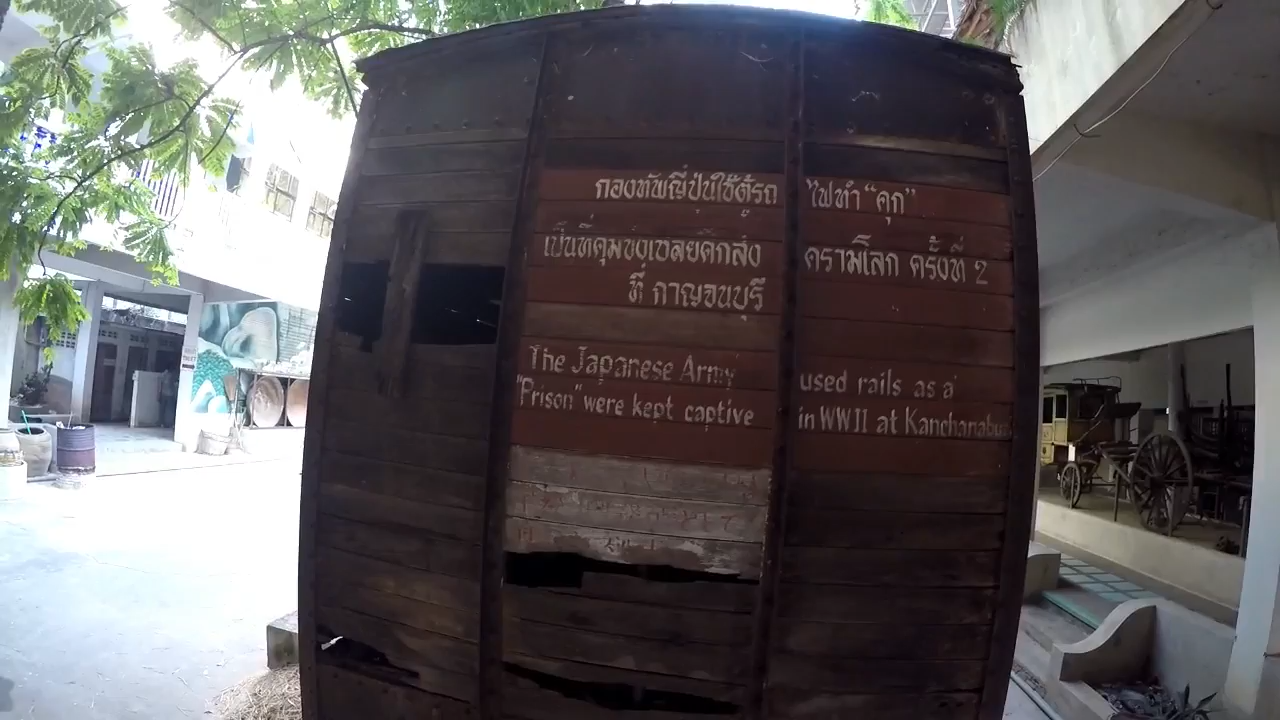 กองทัพญี่ปุ่นใช้ตู้รถ ไฟทำ "คุก"
เป็นที่คุมขังเชลยศึกสง ครามโลก ครั้งที่ 2
ที่ กาญจนบุรี
The Japanese Army used rails as a
"Prison" were kept captive in WWII at Kanchanabu